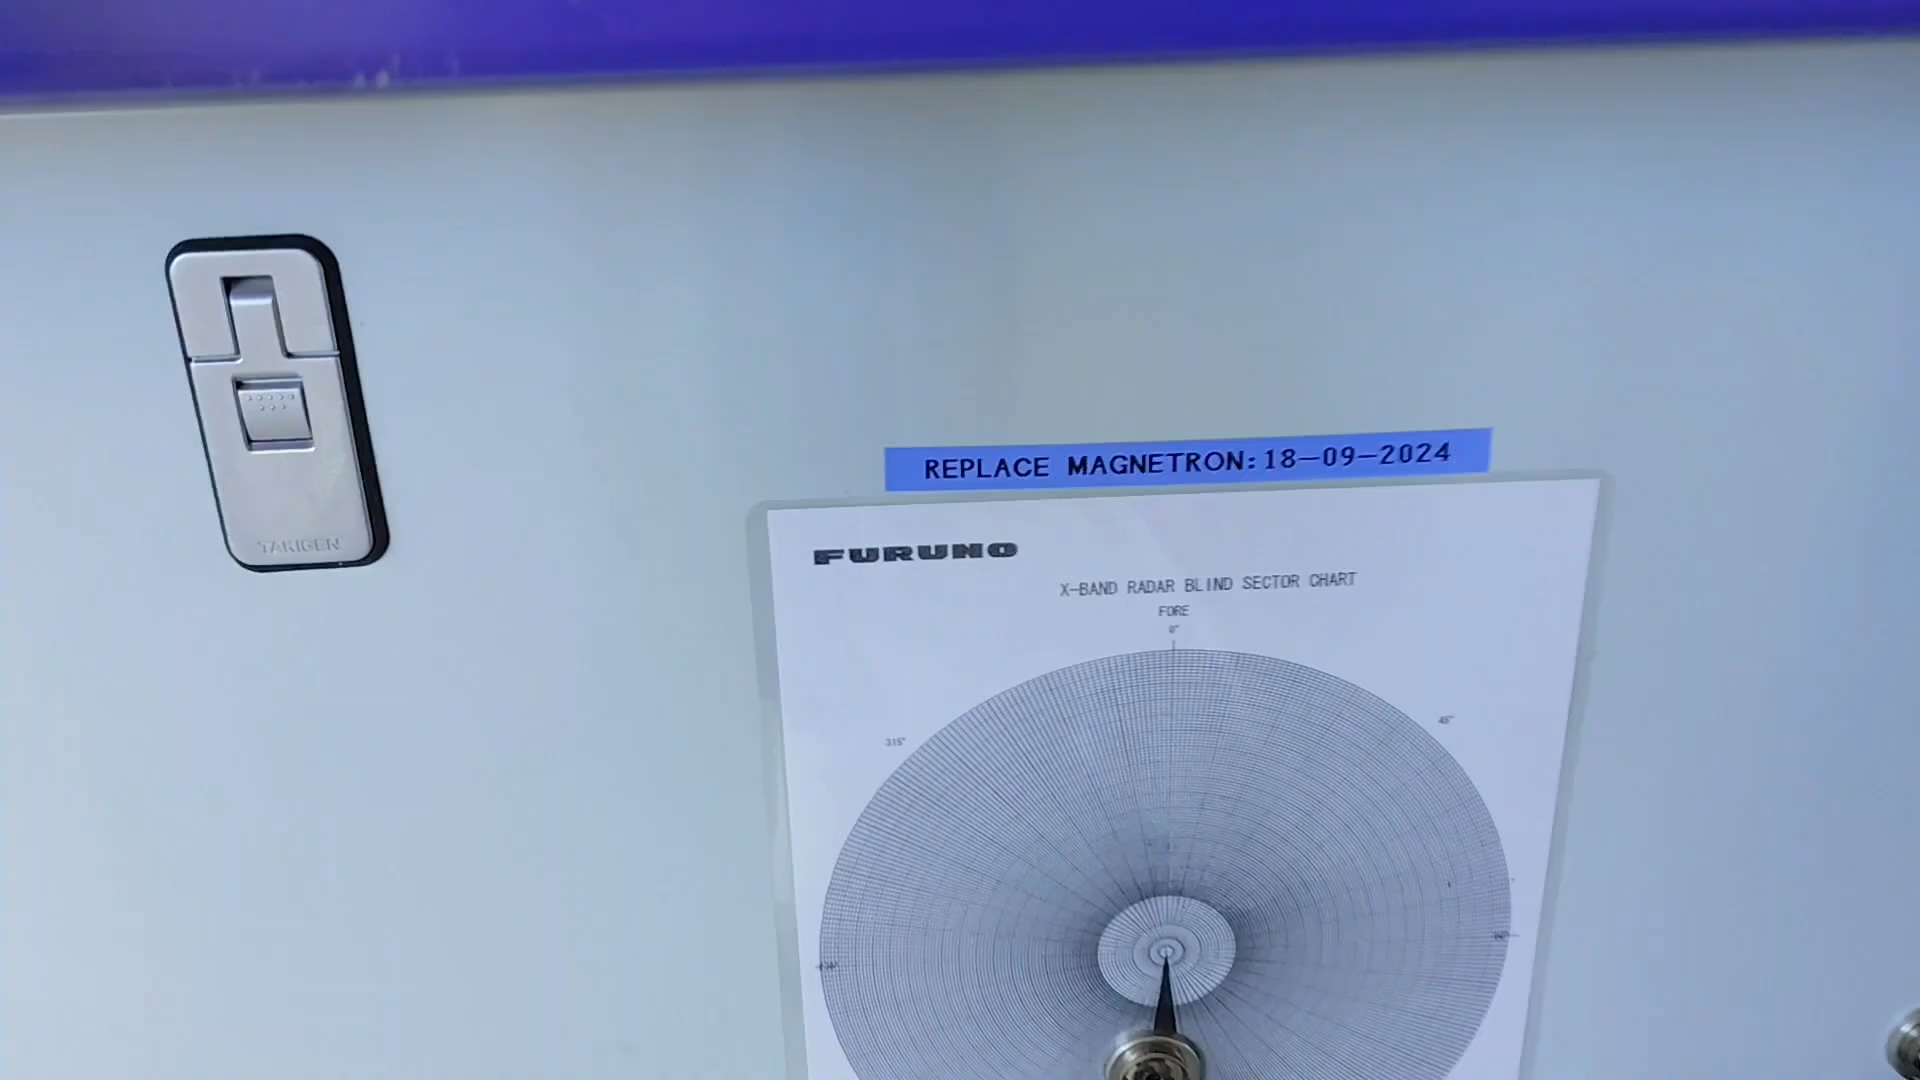 REPLACE MAGNETRON:18-09-2024
TAKIGEN
FURUNO
X-BAND RADAR BLIND SECTOR CHART
FORE
0°
45°
315°